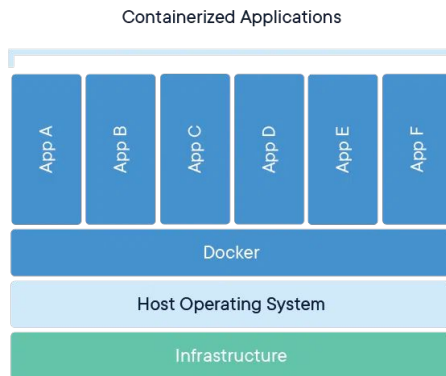 Containerized Applications
App A
App B
App C
App D
App E
App F
Docker
Host Operating System
Infrastructure